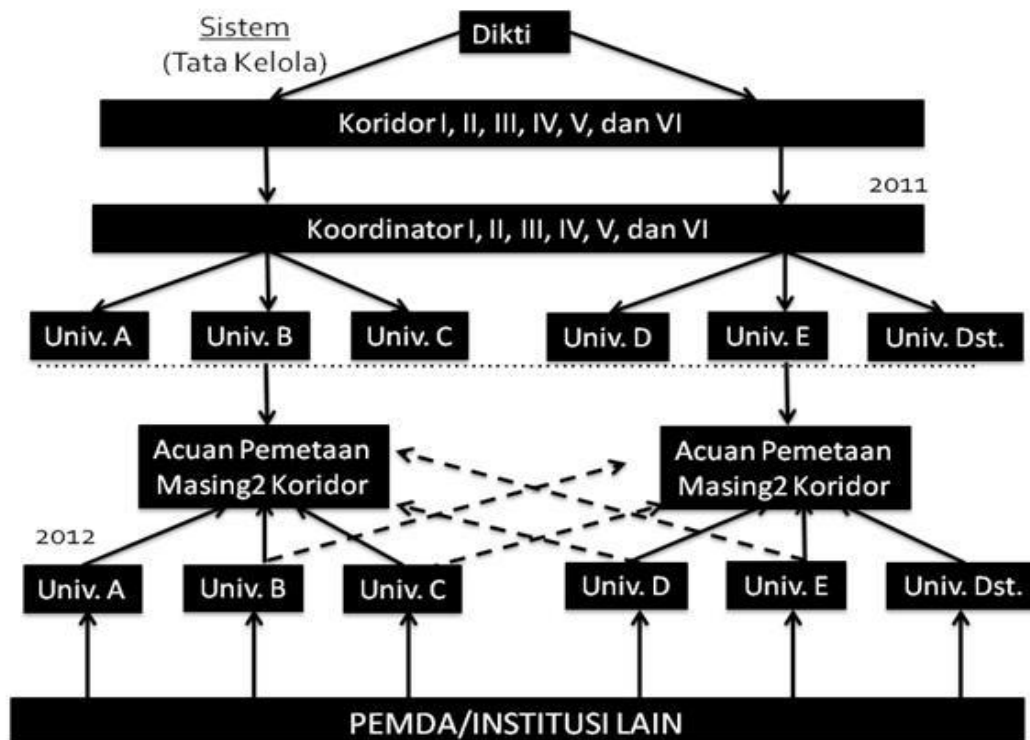 Sistem
(Tata Kelola)
Dikti
Koridor I, II, III, IV, V, dan VI
2011
Koordinator I, II, III, IV, V, dan VI
Univ. A
Univ. B
Univ. C
Univ. D
Univ. E
Univ. Dst.
Acuan Pemetaan
Masing2 Koridor
Acuan Pemetaan
Masing2 Koridor
2012
Univ. A
Univ. B
Univ. C
Univ. D
Univ. E
Univ. Dst.
PEMDA/INSTITUSI LAIN